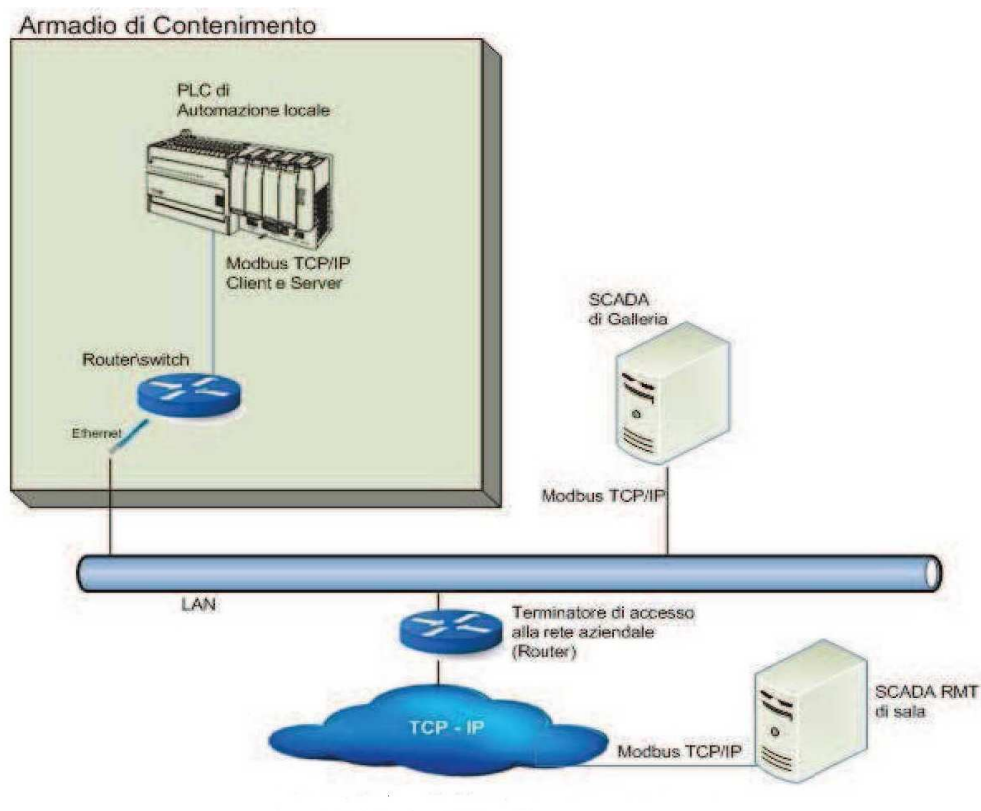 Armadio di Contenimento
PLC di
Automazione locale
Modbus TCP/IP
Client e Server
Router\switch
Ethernet
SCADA
di Galleria
Modbus TCP/IP
LAN
Terminatore di accesso
alla rete aziendale
(Router)
TCP - IP
SCADA RMT
di sala
Modbus TCP/IP